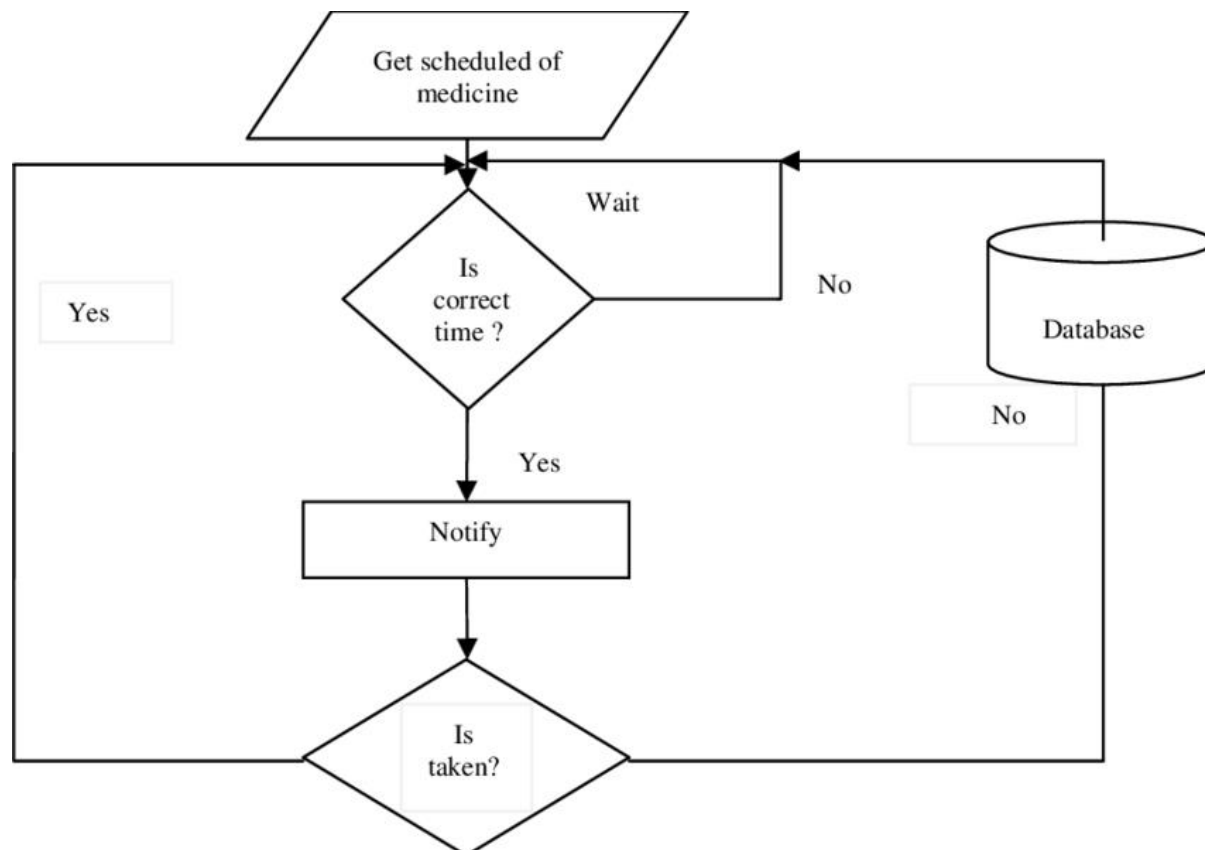 Get scheduled of
medicine
Wait
Is
correct
time ?
No
Yes
Database
No
Yes
Notify
Is
taken?